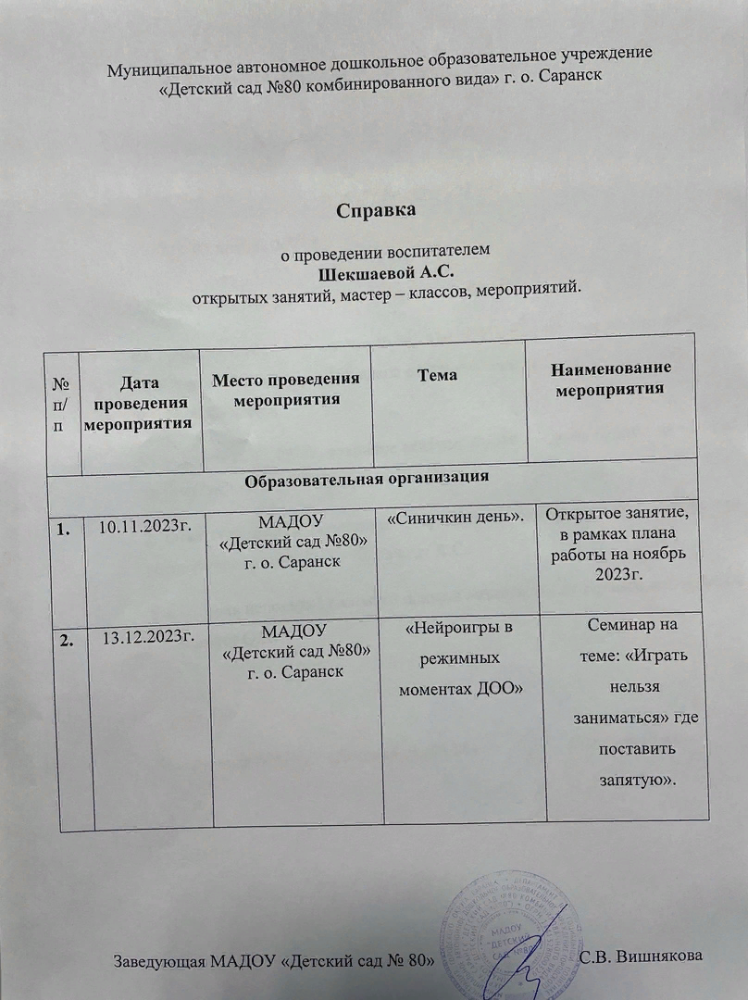 Муниципальное автономное дошкольное образовательное учреждение
«Детский сад №80 комбинированного вида» г. о. Саранск
Справка
о проведении воспитателем
Шекшаевой А.С.
открытых занятий, мастер – классов, мероприятий.
№
п/
п
Дата
проведения
мероприятия
Место проведения
мероприятия
Тема
Наименование
мероприятия
Образовательная организация
1.
10.11.2023г.
МАДОУ
«Детский сад №80»
г. о. Саранск
«Синичкин день».
Открытое занятие,
в рамках плана
работы на ноябрь
2023г.
2.
13.12.2023г.
МАДОУ
«Детский сад №80»
г. о. Саранск
«Нейроигры в
режимных
моментах ДОО»
Семинар на
теме: «Играть
нельзя
заниматься» где
поставить
запятую».
Заведующая МАДОУ «Детский сад № 80»
МАДОУ
"ДЕТСКИЙ
САД №80
С.В. Вишнякова